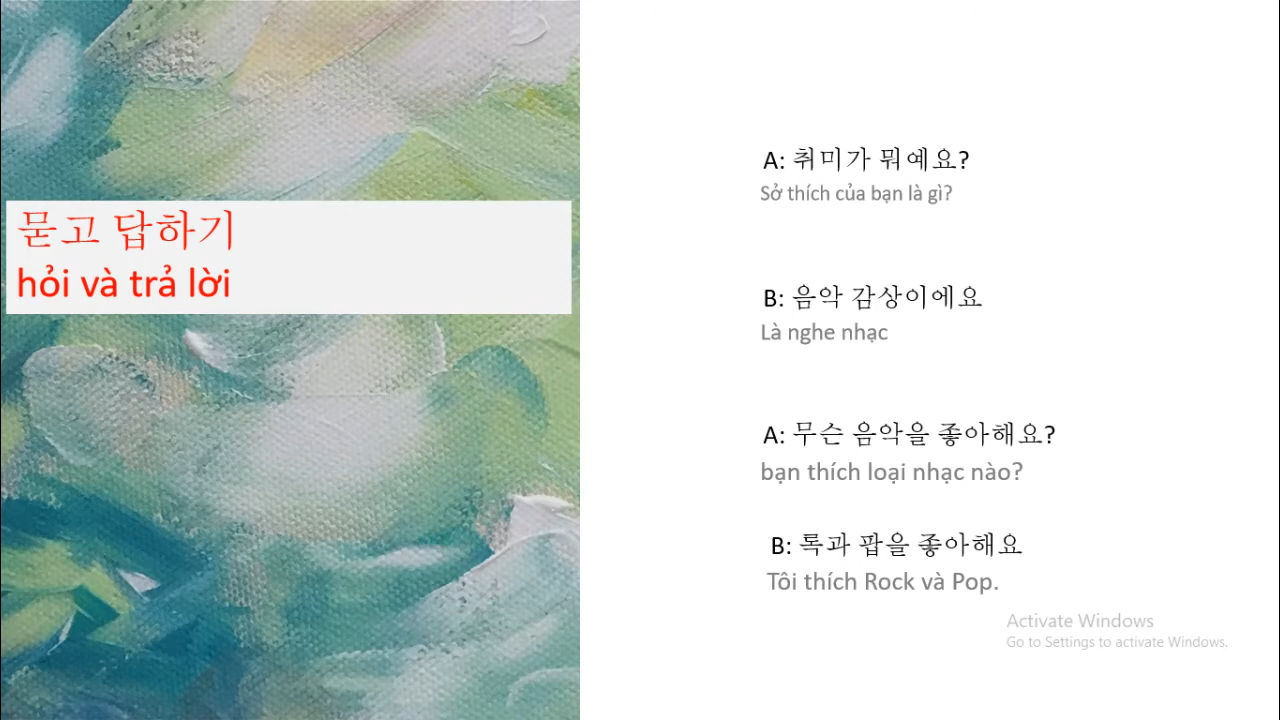 묻고 답하기
hỏi và trả lời
A: 취미가 뭐예요?
Sở thích của bạn là gì?
B: 음악 감상이에요
Là nghe nhạc
A: 무슨 음악을 좋아해요?
bạn thích loại nhạc nào?
B: 록과 팝을 좋아해요
Tôi thích Rock và Pop.
Activate Windows
Go to Settings to activate Windows.